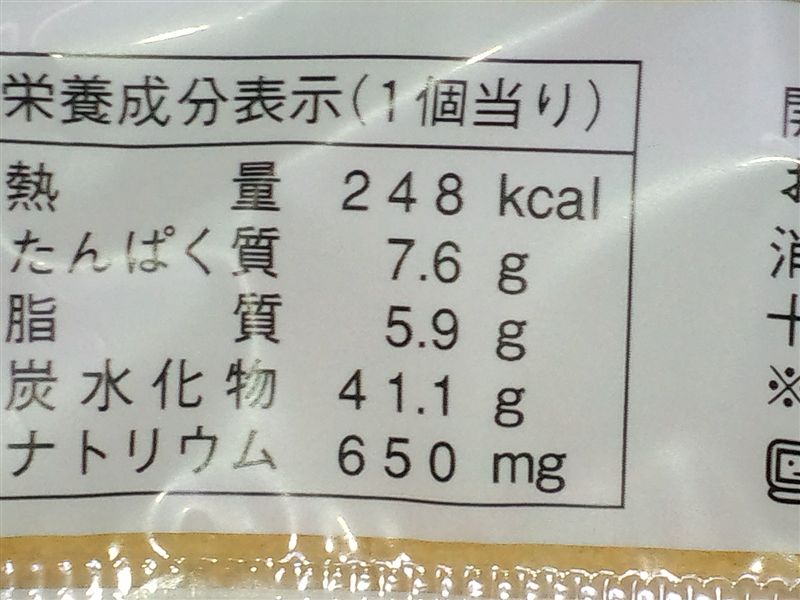 栄養成分表示(1個当り)
熱量 248 kcal
たんぱく質 7.6 g
脂質 5.9 g
炭水化物 41.1 g
ナトリウム 650 mg
消
十
※